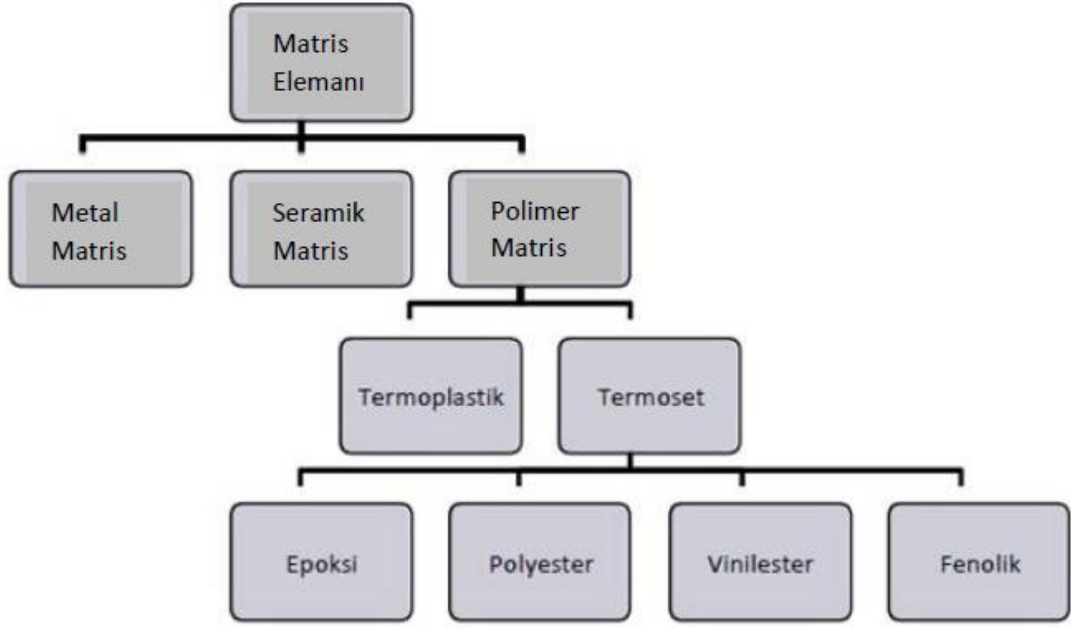 Matris
Elemanı
Metal
Matris
Seramik
Matris
Polimer
Matris
Termoplastik
Termoset
Epoksi
Polyester
Vinilester
Fenolik